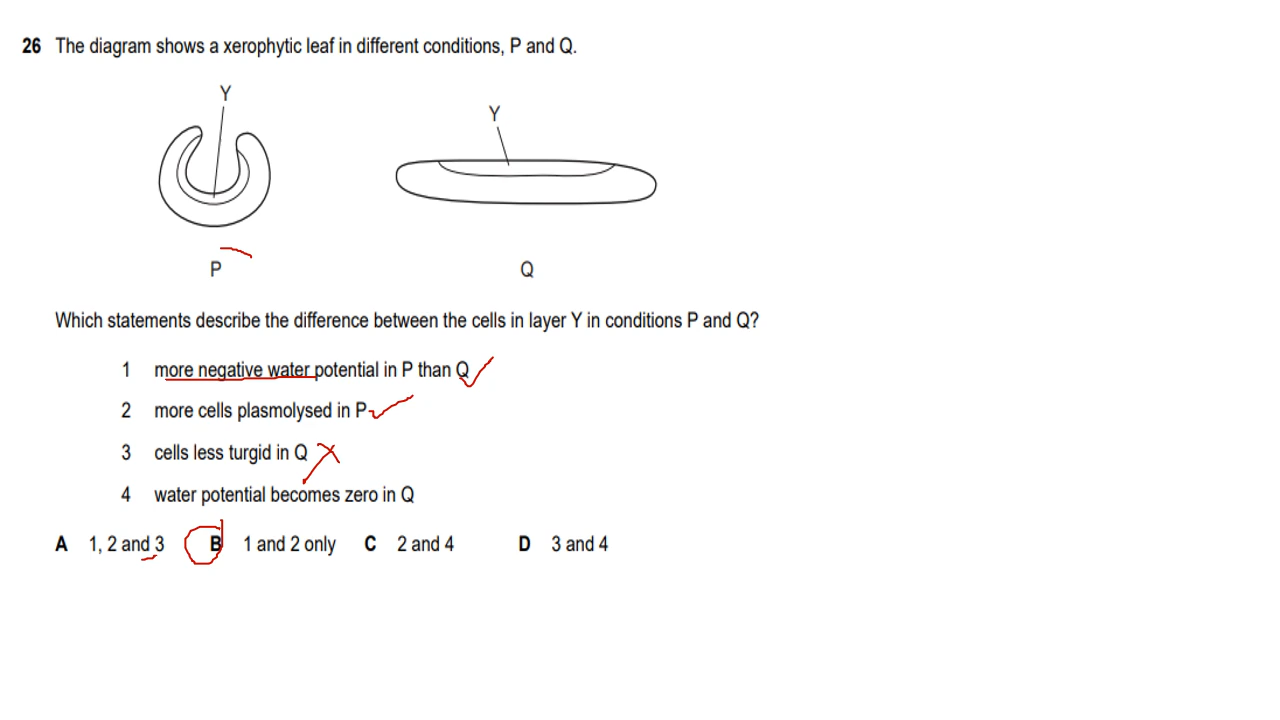 26 The diagram shows a xerophytic leaf in different conditions, P and Q.
Y
Y
P
Q
Which statements describe the difference between the cells in layer Y in conditions P and Q?
1 more negative water potential in P than Q
2 more cells plasmolysed in P
3 cells less turgid in Q
4 water potential becomes zero in Q
A 1, 2 and 3 B 1 and 2 only C 2 and 4 D 3 and 4